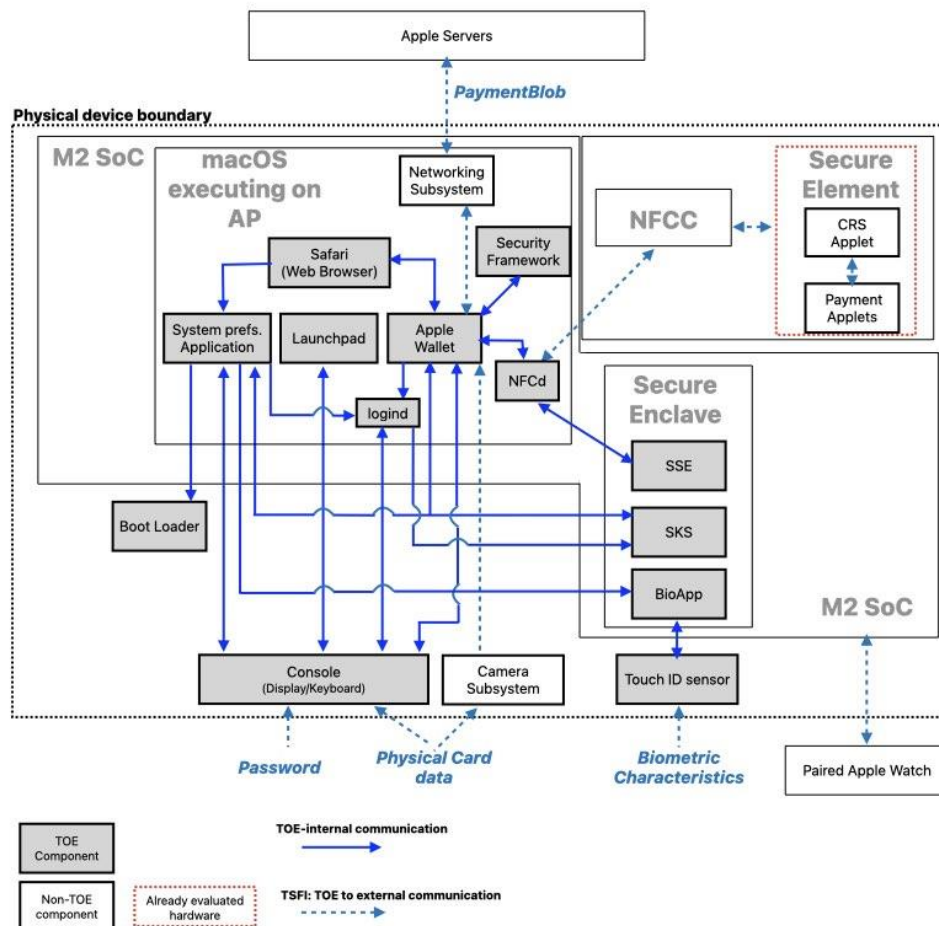 Apple Servers
PaymentBlob
Physical device boundary
M2 SoC
macOS
executing on
AP
Networking
Subsystem
Secure
Element
NFCC
CRS
Applet
Payment
Applets
Safari
(Web Browser)
Security
Framework
System prefs.
Application
Launchpad
Apple
Wallet
NFCd
logind
Secure
Enclave
SSE
SKS
BioApp
Boot Loader
M2 SoC
Console
(Display/Keyboard)
Camera
Subsystem
Touch ID sensor
Password
Physical Card
data
Biometric
Characteristics
Paired Apple Watch
TOE
Component
TOE-internal communication
Non-TOE
component
Already evaluated
hardware
TSFI: TOE to external communication